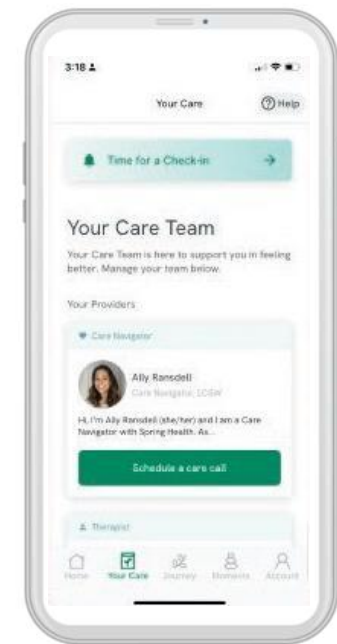 3:18
Your Care
Help
Time for a Check-in
Your Care Team
Your Care Team is here to support you in feeling
better. Manage your team below.
Your Providers
Care Navigator
Ally Ransdell
Care Navigator, LCSW
Hi, I'm Ally Ransdell (she/her) and I am a Care
Navigator with Spring Health. As...
Schedule a care call
Therapist
Home Your Care Journey Moments Account